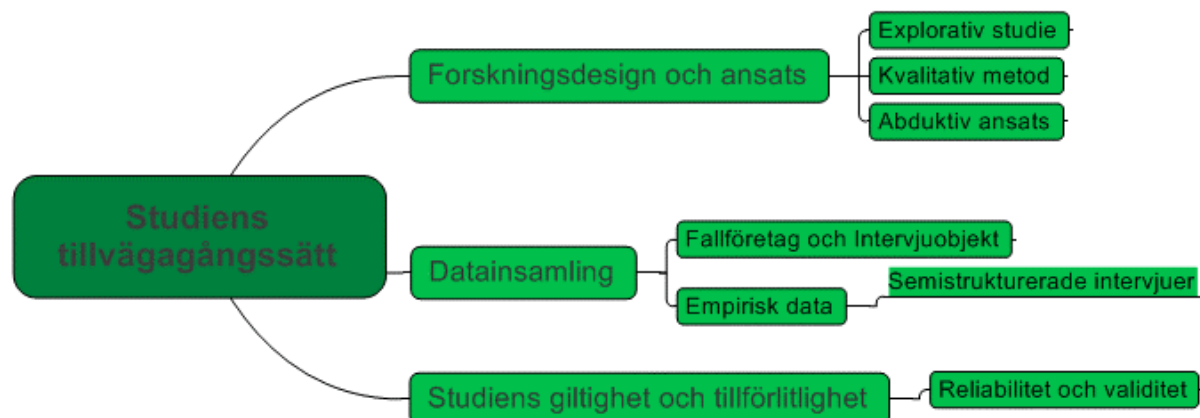 Studiens
tillvägagångssätt
Forskningsdesign och ansats
Explorativ studie
Kvalitativ metod
Abduktiv ansats
Datainsamling
Fallföretag och Intervjuobjekt
Empirisk data
Semistrukturerade intervjuer
Studiens giltighet och tillförlitlighet
Reliabilitet och validitet